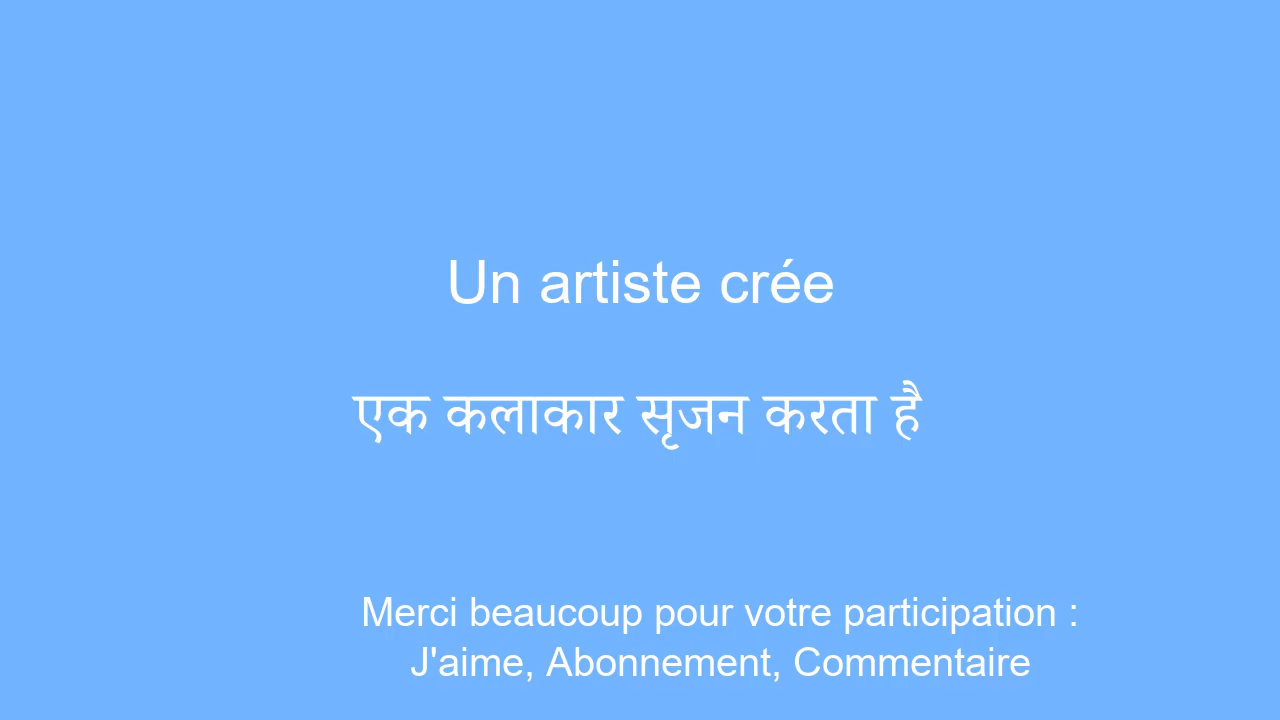 Un artiste crée
एक कलाकार सृजन करता है
Merci beaucoup pour votre participation :
J'aime, Abonnement, Commentaire